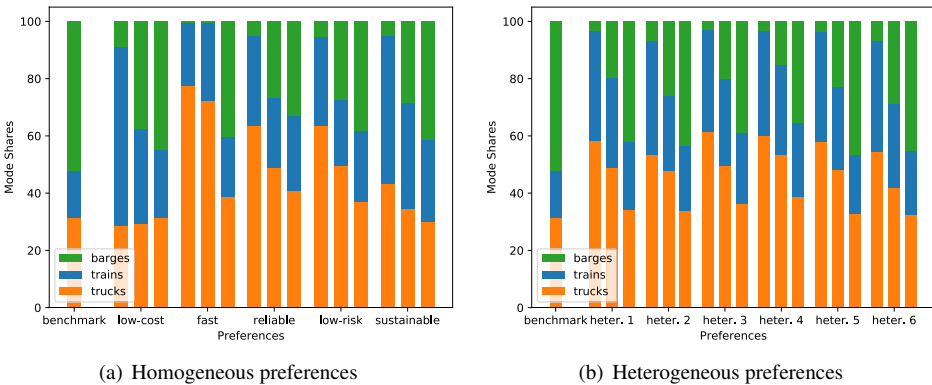 100
80
60
40
20
0
Mode Shares
barges
trains
trucks
benchmark low-cost fast reliable low-risk sustainable
Preferences
(a) Homogeneous preferences
100
80
60
40
20
0
Mode Shares
barges
trains
trucks
benchmark heter. 1 heter. 2 heter. 3 heter. 4 heter. 5 heter. 6
Preferences
(b) Heterogeneous preferences